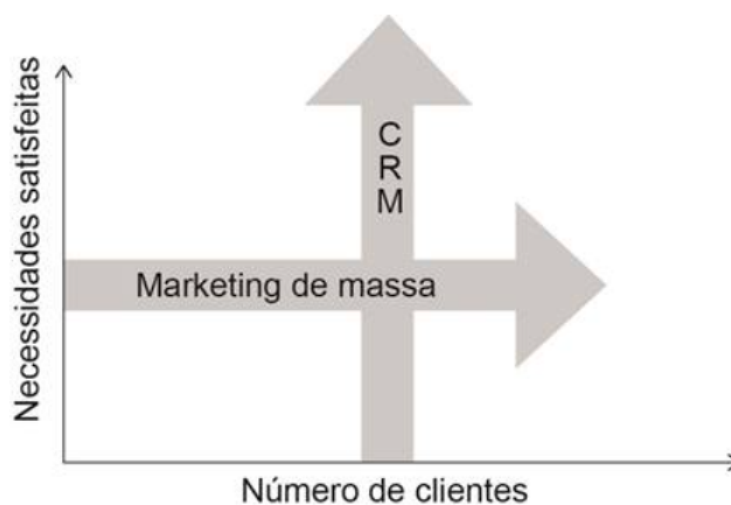 Necessidades satisfeitas
C
R
M
Marketing de massa
Número de clientes